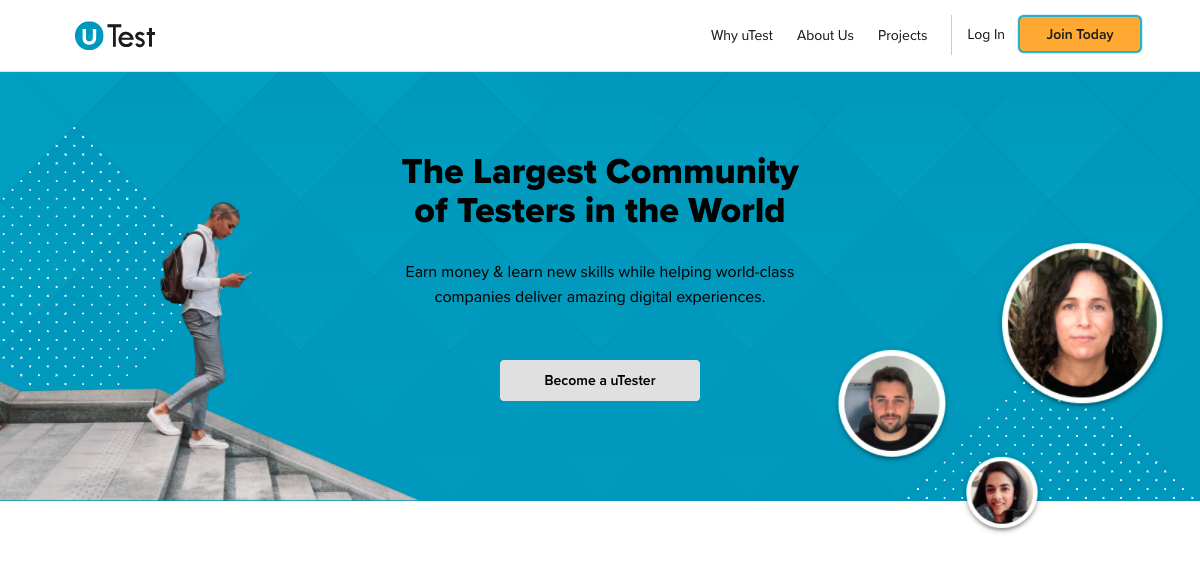 uTest
Why uTest
About Us
Projects
Log In
Join Today
The Largest Community
of Testers in the World
Earn money & learn new skills while helping world-class
companies deliver amazing digital experiences.
Become a uTester